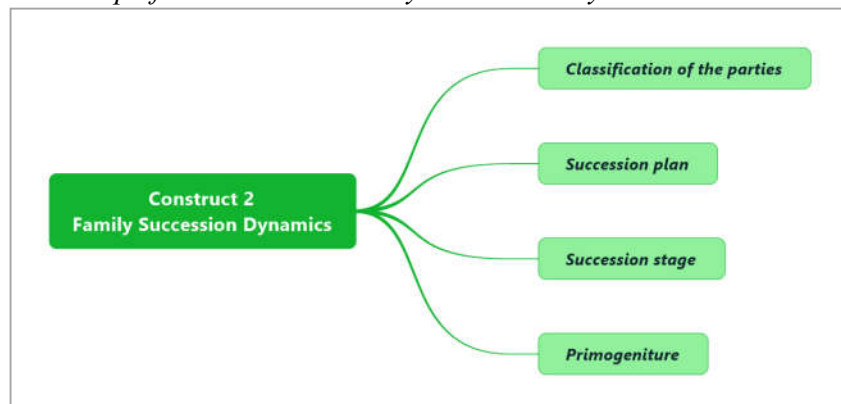 Construct 2
Family Succession Dynamics
Classification of the parties
Succession plan
Succession stage
Primogeniture